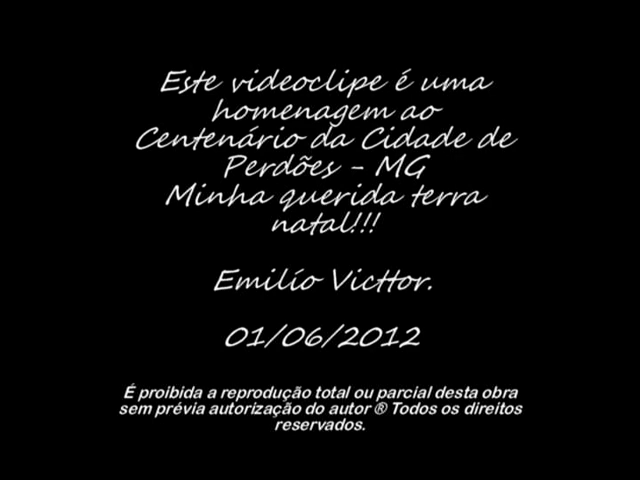 Este videoclipe é uma
homenagem ao
Centenário da Cidade de
Perdões - MG
Minha querida terra
natal!!!
Emilío Victtor.
01/06/2012
É proibida a reprodução total ou parcial desta obra
sem prévia autorização do autor ® Todos os direitos
reservados.